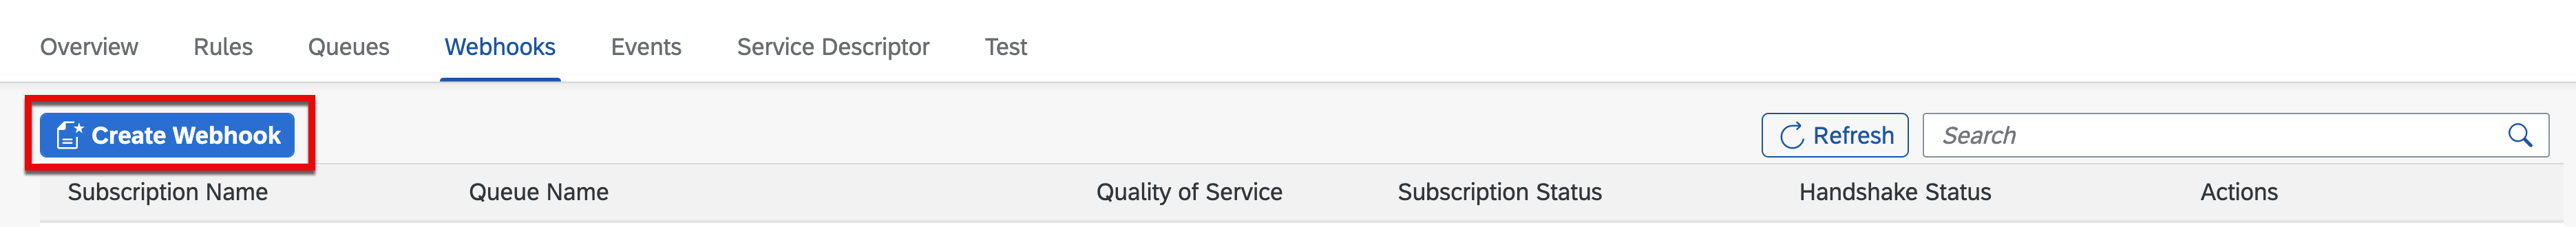 Overview Rules Queues Webhooks Events Service Descriptor Test
Create Webhook Refresh Search
Subscription Name Queue Name Quality of Service Subscription Status Handshake Status Actions